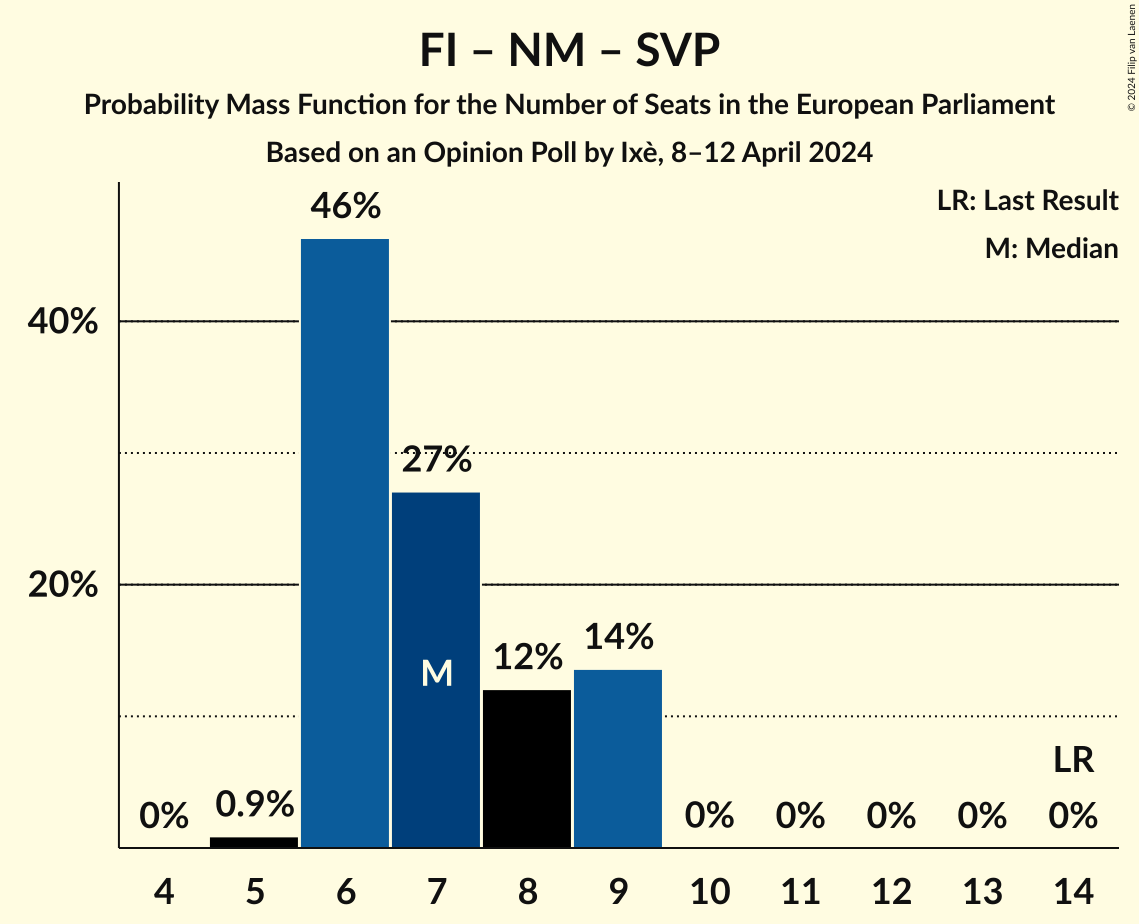 FI – NM – SVP
Probability Mass Function for the Number of Seats in the European Parliament
Based on an Opinion Poll by Ixè, 8–12 April 2024
© 2024 Filip van Laenen
LR: Last Result
M: Median
46%
40%
27%
20%
14%
12%
M
LR
0% 0.9% 0% 0% 0% 0% 0%
4 5 6 7 8 9 10 11 12 13 14